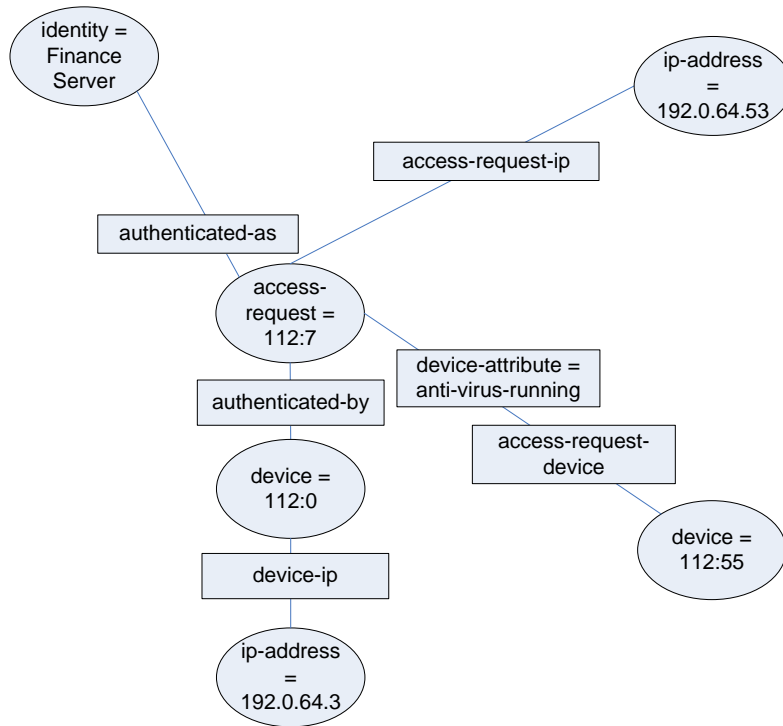 identity =
Finance
Server
ip-address
=
192.0.64.53
access-request-ip
authenticated-as
access-
request =
112:7
device-attribute =
anti-virus-running
authenticated-by
access-request-
device
device =
112:0
device =
112:55
device-ip
ip-address
=
192.0.64.3